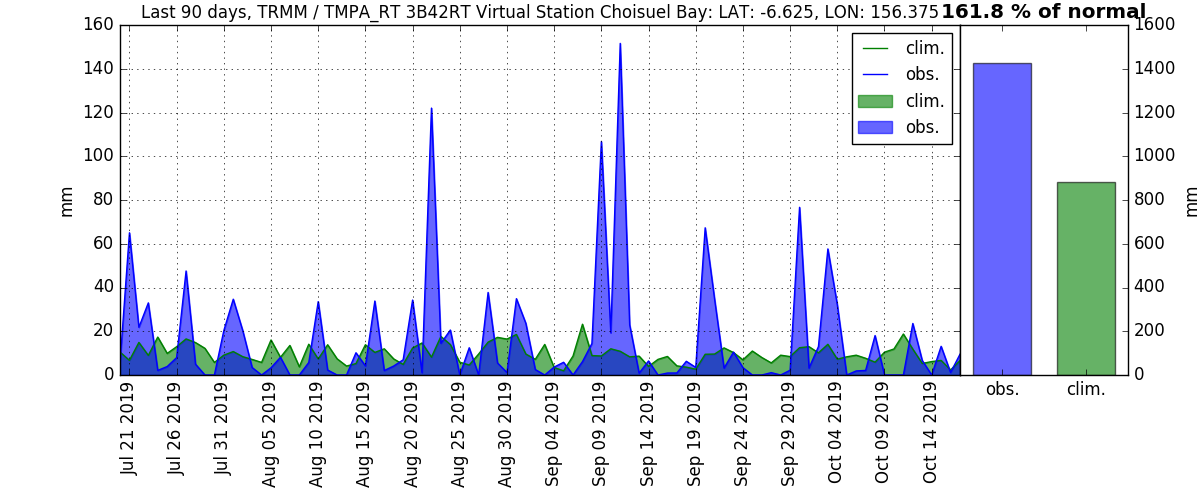 Last 90 days, TRMM / TMPA_RT 3B42RT Virtual Station Choisuel Bay: LAT: -6.625, LON: 156.375
161.8 % of normal
160
140
120
100
80
60
40
20
0
mm
clim.
obs.
clim.
obs.
1600
1400
1200
1000
800
600
400
200
0
mm
Jul 21 2019
Jul 26 2019
Jul 31 2019
Aug 05 2019
Aug 10 2019
Aug 15 2019
Aug 20 2019
Aug 25 2019
Aug 30 2019
Sep 04 2019
Sep 09 2019
Sep 14 2019
Sep 19 2019
Sep 24 2019
Sep 29 2019
Oct 04 2019
Oct 09 2019
Oct 14 2019
obs.
clim.